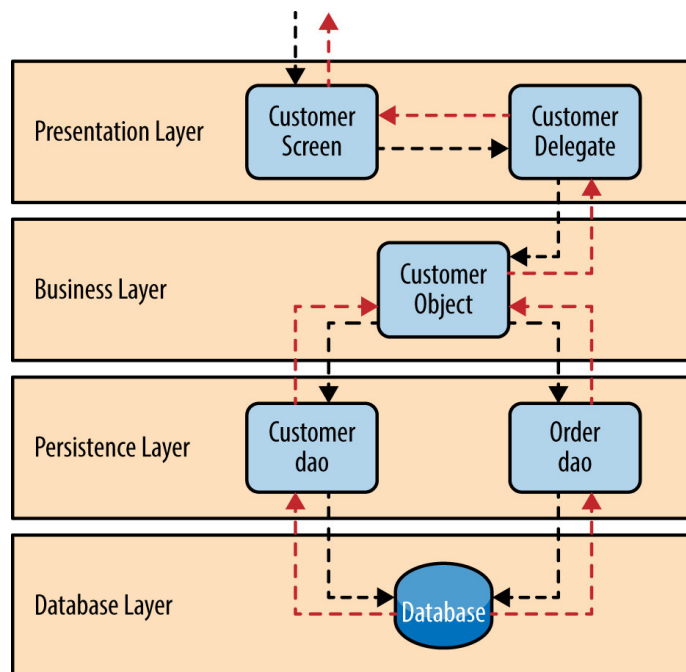 Presentation Layer
Customer
Screen
Customer
Delegate
Business Layer
Customer
Object
Persistence Layer
Customer
dao
Order
dao
Database Layer
Database